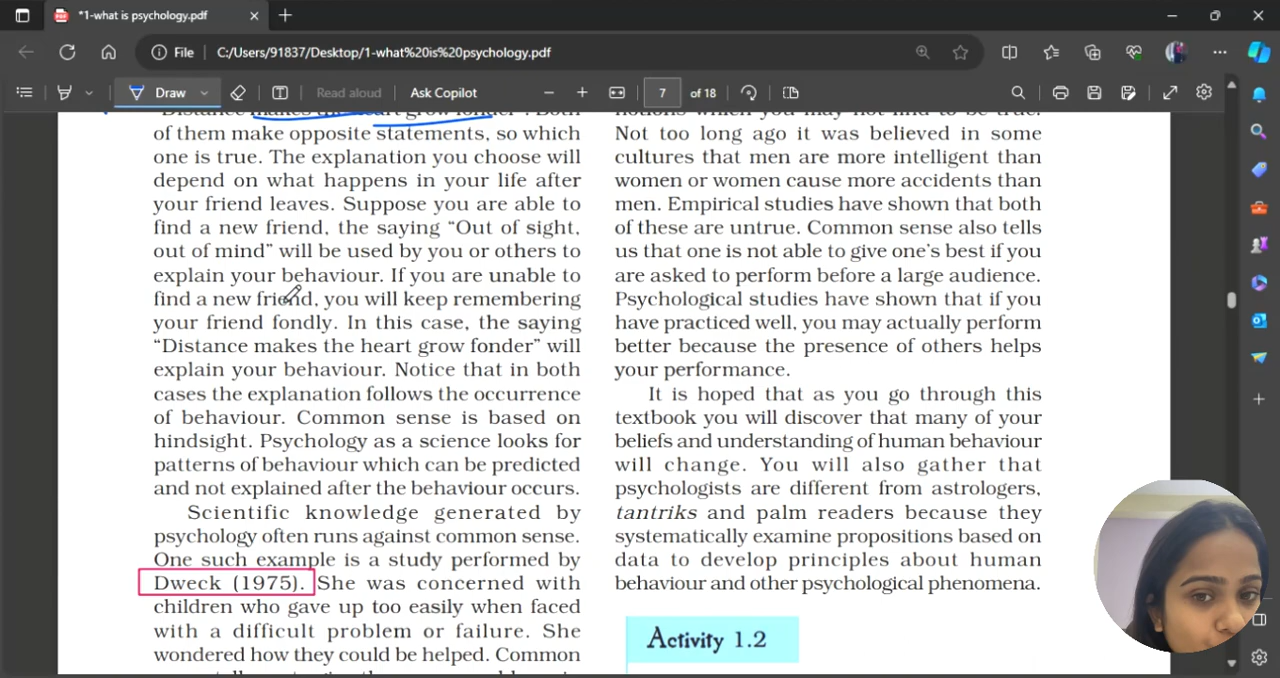 *1-what is psychology.pdf
File
C:/Users/91837/Desktop/1-what%20is%20psychology.pdf
Draw
Read aloud
Ask Copilot
7
of 18
of them make opposite statements, so which
one is true. The explanation you choose will
depend on what happens in your life after
your friend leaves. Suppose you are able to
find a new friend, the saying “Out of sight,
out of mind” will be used by you or others to
explain your behaviour. If you are unable to
find a new friend, you will keep remembering
your friend fondly. In this case, the saying
“Distance makes the heart grow fonder” will
explain your behaviour. Notice that in both
cases the explanation follows the occurrence
of behaviour. Common sense is based on
hindsight. Psychology as a science looks for
patterns of behaviour which can be predicted
and not explained after the behaviour occurs.
Scientific knowledge generated by
psychology often runs against common sense.
One such example is a study performed by
Dweck (1975). She was concerned with
children who gave up too easily when faced
with a difficult problem or failure. She
wondered how they could be helped. Common
notions which you may not find to be true.
Not too long ago it was believed in some
cultures that men are more intelligent than
women or women cause more accidents than
men. Empirical studies have shown that both
of these are untrue. Common sense also tells
us that one is not able to give one’s best if you
are asked to perform before a large audience.
Psychological studies have shown that if you
have practiced well, you may actually perform
better because the presence of others helps
your performance.
It is hoped that as you go through this
textbook you will discover that many of your
beliefs and understanding of human behaviour
will change. You will also gather that
psychologists are different from astrologers,
tantriks and palm readers because they
systematically examine propositions based on
data to develop principles about human
behaviour and other psychological phenomena.
Activity 1.2